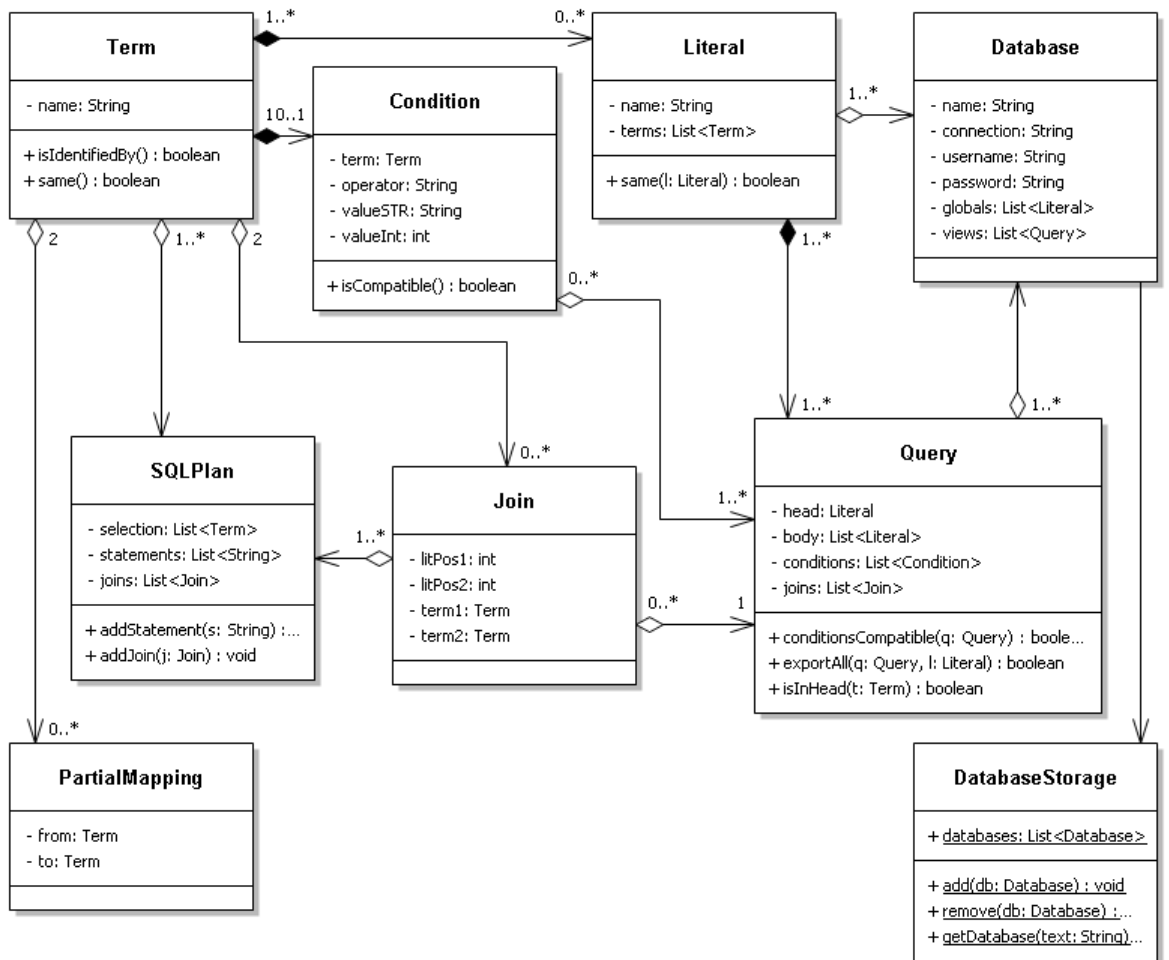 Term
- name: String
+ isIdentifiedBy() : boolean
+ same() : boolean
1..*
0..*
10..1
2
1..*
2
Condition
- term: Term
- operator: String
- valueSTR: String
- valueInt: int
+ isCompatible() : boolean
0..*
Literal
- name: String
- terms: List<Term>
+ same(l: Literal) : boolean
1..*
1..*
Database
- name: String
- connection: String
- username: String
- password: String
- globals: List<Literal>
- views: List<Query>
1..*
1..*
1..*
SQLPlan
- selection: List<Term>
- statements: List<String>
- joins: List<Join>
+ addStatement(s: String) :...
+ addJoin(j: Join) : void
1..*
0..*
Join
- litPos1: int
- litPos2: int
- term1: Term
- term2: Term
0..*
1
Query
- head: Literal
- body: List<Literal>
- conditions: List<Condition>
- joins: List<Join>
+ conditionsCompatible(q: Query) : boole...
+ exportAll(q: Query, l: Literal) : boolean
+ isInHead(t: Term) : boolean
0..*
PartialMapping
- from: Term
- to: Term
DatabaseStorage
+ databases: List<Database>
+ add(db: Database) : void
+ remove(db: Database) :...
+ getDatabase(text: String)...